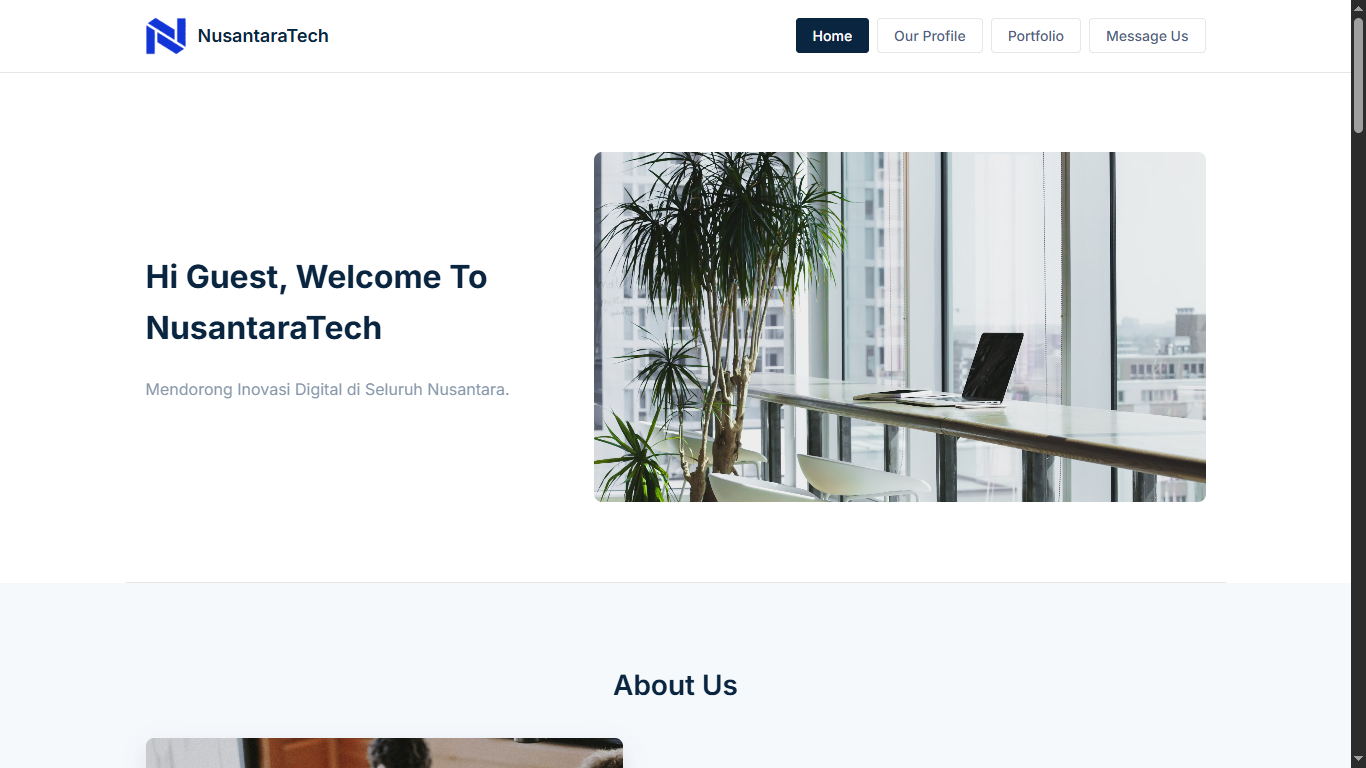 NusantaraTech
Home
Our Profile
Portfolio
Message Us
Hi Guest, Welcome To
NusantaraTech
Mendorong Inovasi Digital di Seluruh Nusantara.
About Us